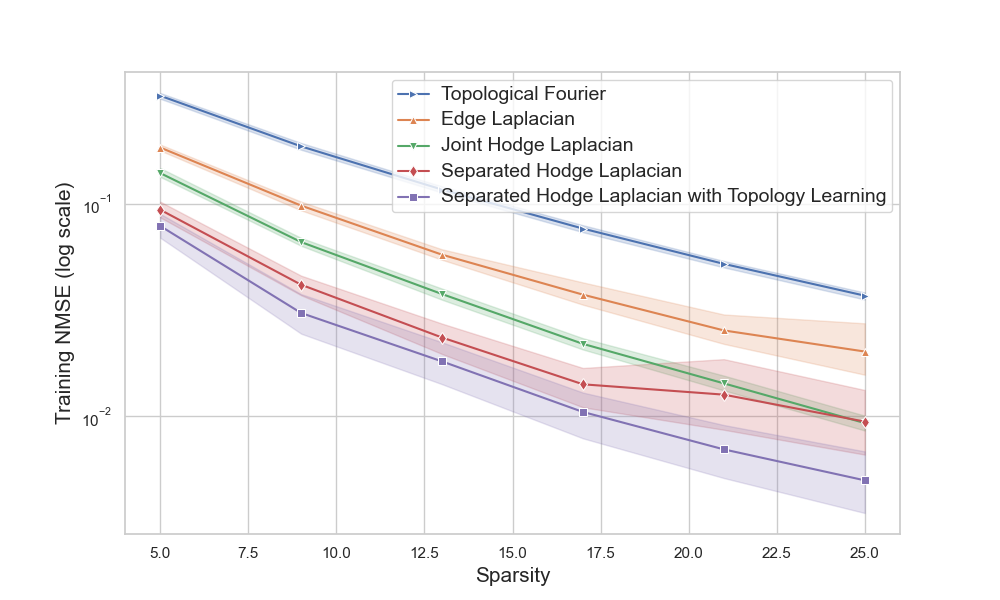 Topological Fourier
Edge Laplacian
Joint Hodge Laplacian
Separated Hodge Laplacian
Separated Hodge Laplacian with Topology Learning
Training NMSE (log scale)
10⁻¹
10⁻²
5.0 7.5 10.0 12.5 15.0 17.5 20.0 22.5 25.0
Sparsity